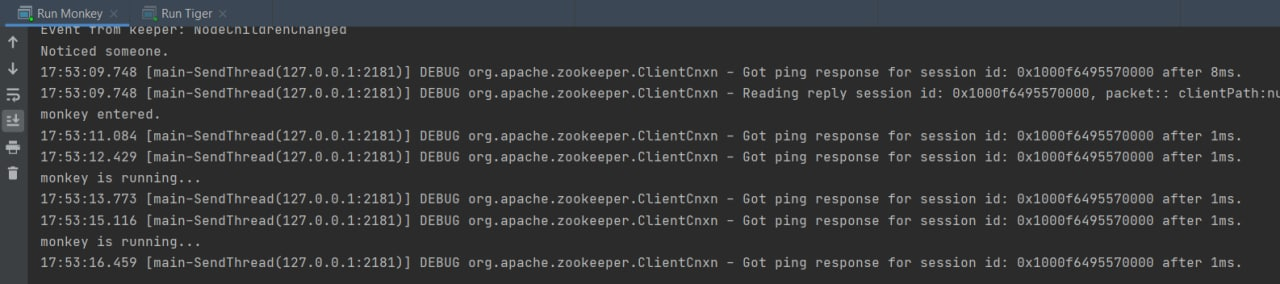 Run Monkey
Run Tiger
Event from keeper: NodeChildrenChanged
Noticed someone.
17:53:09.748 [main-SendThread(127.0.0.1:2181)] DEBUG org.apache.zookeeper.ClientCnxn - Got ping response for session id: 0x1000f6495570000 after 8ms.
17:53:09.748 [main-SendThread(127.0.0.1:2181)] DEBUG org.apache.zookeeper.ClientCnxn - Reading reply session id: 0x1000f6495570000, packet:: clientPath:nu
monkey entered.
17:53:11.084 [main-SendThread(127.0.0.1:2181)] DEBUG org.apache.zookeeper.ClientCnxn - Got ping response for session id: 0x1000f6495570000 after 1ms.
17:53:12.429 [main-SendThread(127.0.0.1:2181)] DEBUG org.apache.zookeeper.ClientCnxn - Got ping response for session id: 0x1000f6495570000 after 1ms.
monkey is running...
17:53:13.773 [main-SendThread(127.0.0.1:2181)] DEBUG org.apache.zookeeper.ClientCnxn - Got ping response for session id: 0x1000f6495570000 after 1ms.
17:53:15.116 [main-SendThread(127.0.0.1:2181)] DEBUG org.apache.zookeeper.ClientCnxn - Got ping response for session id: 0x1000f6495570000 after 1ms.
monkey is running...
17:53:16.459 [main-SendThread(127.0.0.1:2181)] DEBUG org.apache.zookeeper.ClientCnxn - Got ping response for session id: 0x1000f6495570000 after 1ms.